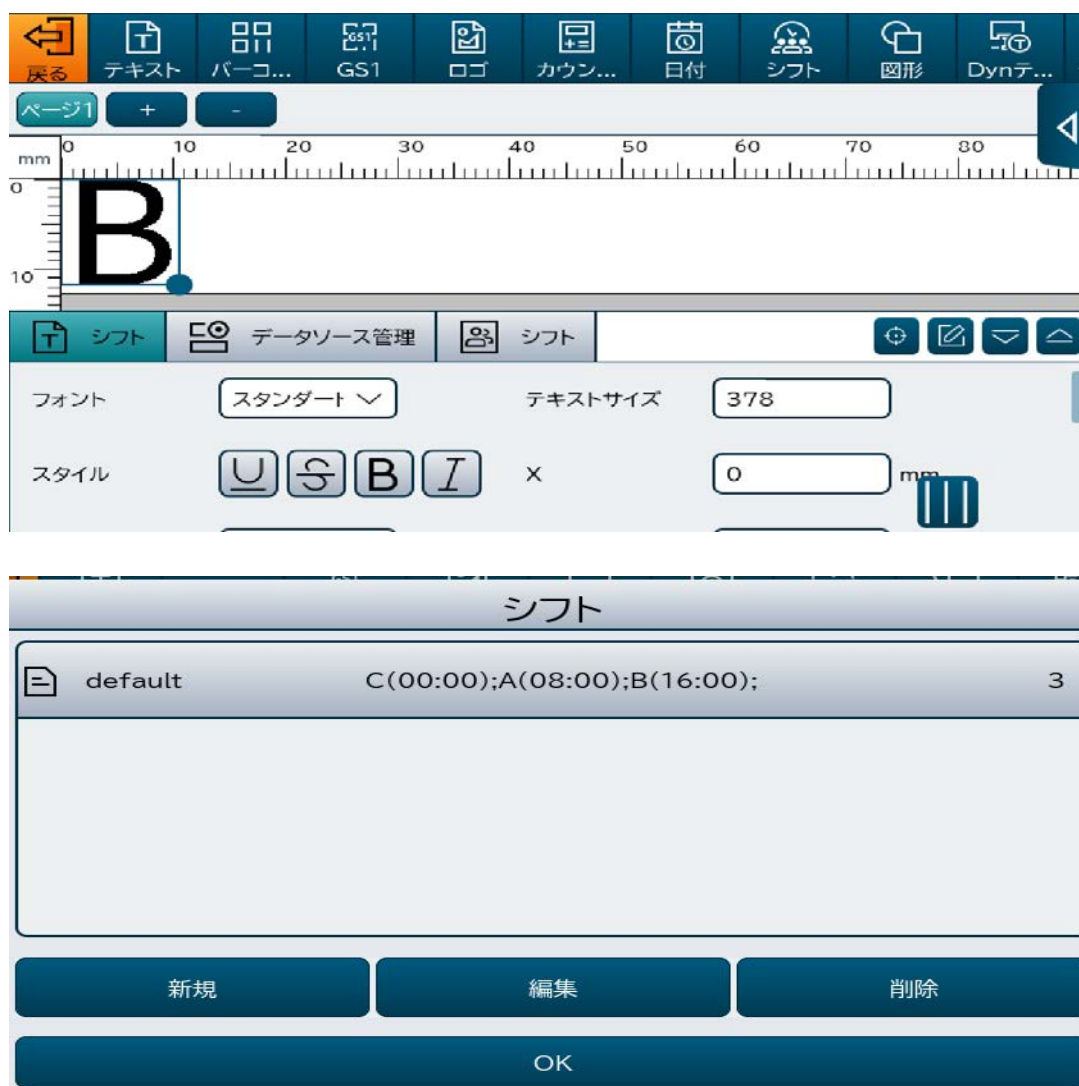 戻る テキスト バーコ... GS1 ロゴ カウン... 日付 シフト 図形 Dynテ...
ページ1 + -
mm 0 10 20 30 40 50 60 70 80
0
B
10
シフト データソース管理 シフト
フォント スタンダート テキストサイズ 378
スタイル U S B I X 0 mm
シフト
default C(00:00);A(08:00);B(16:00); 3
新規 編集 削除
OK